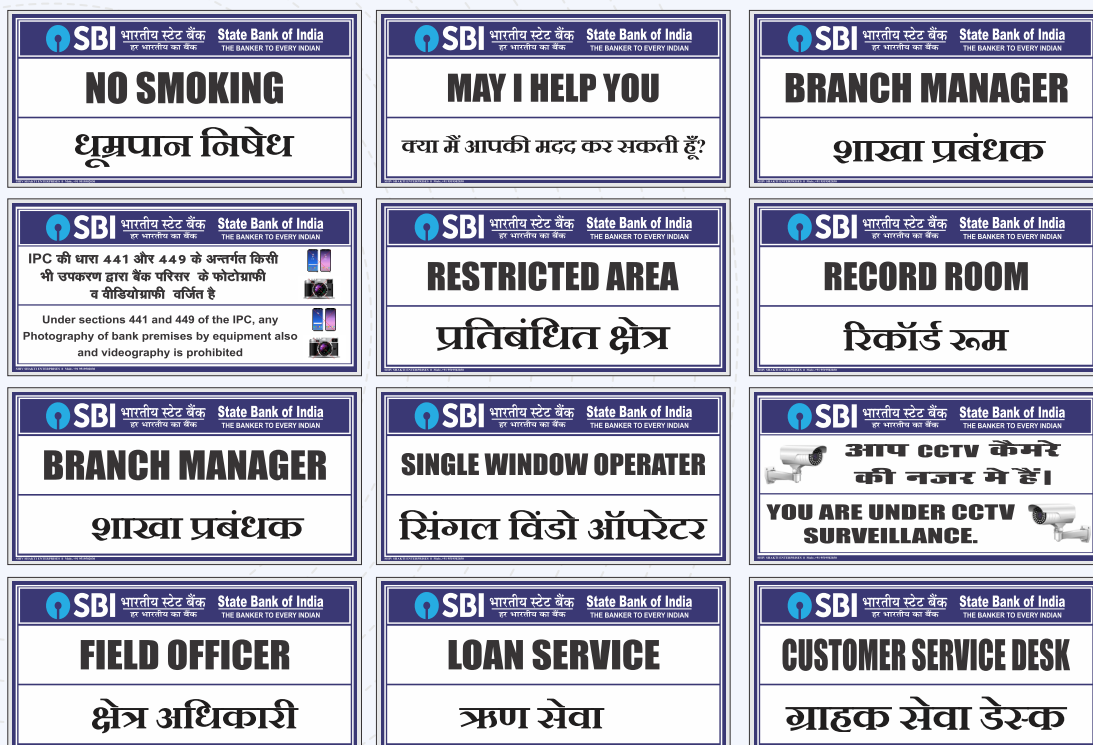 SBI भारतीय स्टेट बैंक State Bank of India
हर भारतीय का बैंक THE BANKER TO EVERY INDIAN
NO SMOKING
धूम्रपान निषेध
SBI भारतीय स्टेट बैंक State Bank of India
हर भारतीय का बैंक THE BANKER TO EVERY INDIAN
MAY I HELP YOU
क्या मैं आपकी मदद कर सकती हूँ?
SBI भारतीय स्टेट बैंक State Bank of India
हर भारतीय का बैंक THE BANKER TO EVERY INDIAN
BRANCH MANAGER
शाखा प्रबंधक
SBI भारतीय स्टेट बैंक State Bank of India
हर भारतीय का बैंक THE BANKER TO EVERY INDIAN
IPC की धारा 441 और 449 के अन्तर्गत किसी
भी उपकरण द्वारा बैंक परिसर के फोटोग्राफी
व वीडियोग्राफी वर्जित है
Under sections 441 and 449 of the IPC, any
Photography of bank premises by equipment also
and videography is prohibited
SBI भारतीय स्टेट बैंक State Bank of India
हर भारतीय का बैंक THE BANKER TO EVERY INDIAN
RESTRICTED AREA
प्रतिबंधित क्षेत्र
SBI भारतीय स्टेट बैंक State Bank of India
हर भारतीय का बैंक THE BANKER TO EVERY INDIAN
RECORD ROOM
रिकॉर्ड रूम
SBI भारतीय स्टेट बैंक State Bank of India
हर भारतीय का बैंक THE BANKER TO EVERY INDIAN
BRANCH MANAGER
शाखा प्रबंधक
SBI भारतीय स्टेट बैंक State Bank of India
हर भारतीय का बैंक THE BANKER TO EVERY INDIAN
SINGLE WINDOW OPERATER
सिंगल विंडो ऑपरेटर
SBI भारतीय स्टेट बैंक State Bank of India
हर भारतीय का बैंक THE BANKER TO EVERY INDIAN
आप CCTV कैमरे
की नजर मे हैं।
YOU ARE UNDER CCTV
SURVEILLANCE.
SBI भारतीय स्टेट बैंक State Bank of India
हर भारतीय का बैंक THE BANKER TO EVERY INDIAN
FIELD OFFICER
क्षेत्र अधिकारी
SBI भारतीय स्टेट बैंक State Bank of India
हर भारतीय का बैंक THE BANKER TO EVERY INDIAN
LOAN SERVICE
ऋण सेवा
SBI भारतीय स्टेट बैंक State Bank of India
हर भारतीय का बैंक THE BANKER TO EVERY INDIAN
CUSTOMER SERVICE DESK
ग्राहक सेवा डेस्क